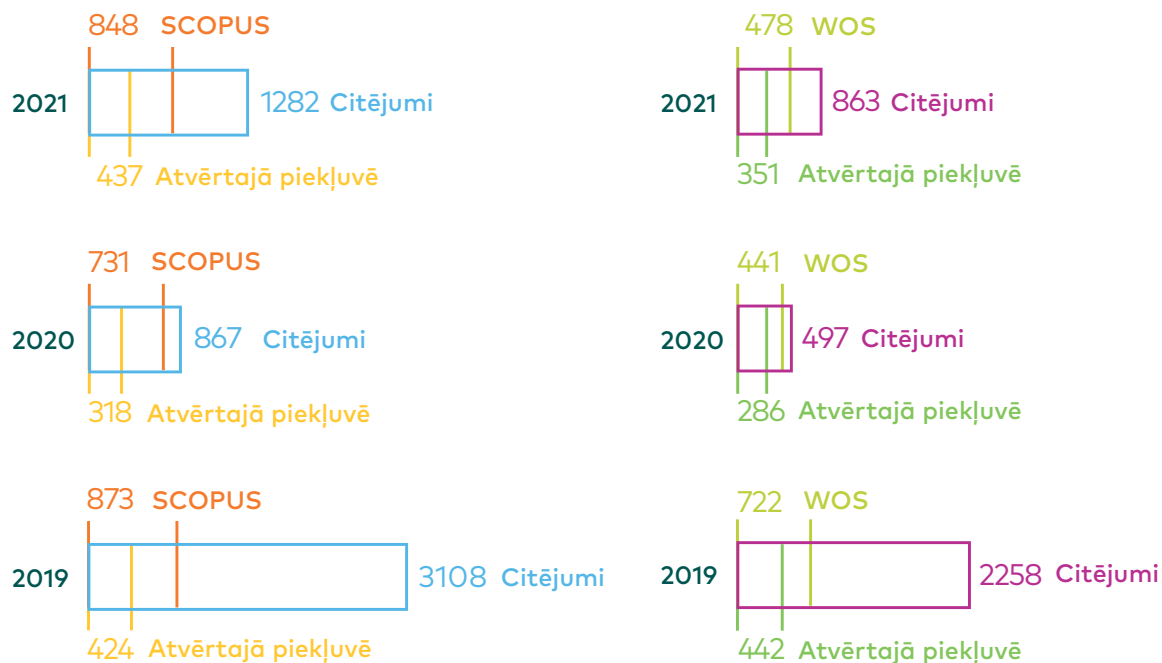 848 SCOPUS
2021
1282 Citējumi
437 Atvērtajā piekļuvē
478 WOS
2021
863 Citējumi
351 Atvērtajā piekļuvē
731 SCOPUS
2020
867 Citējumi
318 Atvērtajā piekļuvē
441 WOS
2020
497 Citējumi
286 Atvērtajā piekļuvē
873 SCOPUS
2019
3108 Citējumi
424 Atvērtajā piekļuvē
722 WOS
2019
2258 Citējumi
442 Atvērtajā piekļuvē